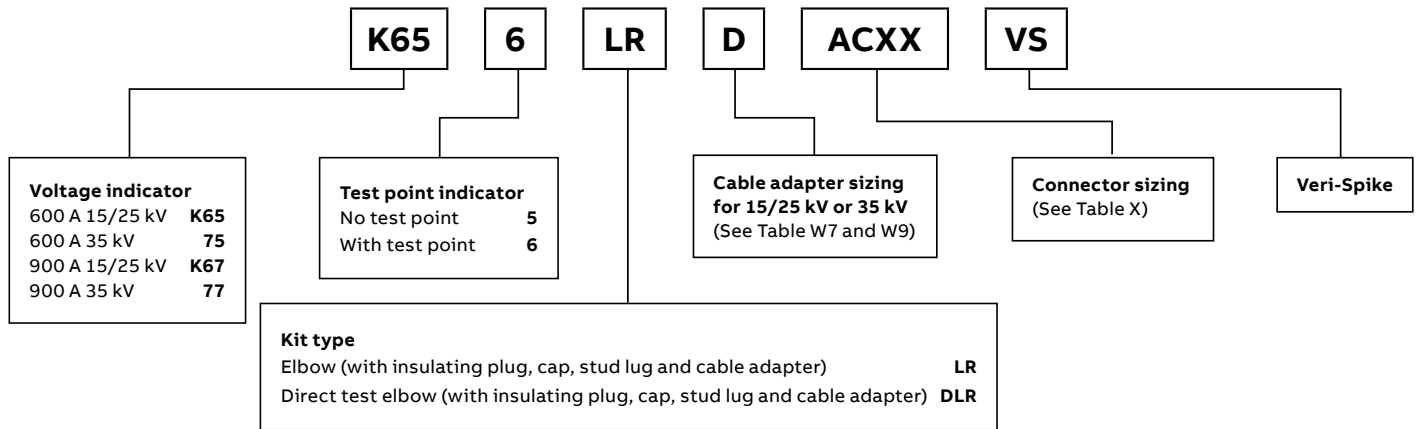 K65 6 LR D ACXX VS
Voltage indicator
600 A 15/25 kV K65
600 A 35 kV 75
900 A 15/25 kV K67
900 A 35 kV 77
Test point indicator
No test point 5
With test point 6
Cable adapter sizing
for 15/25 kV or 35 kV
(See Table W7 and W9)
Connector sizing
(See Table X)
Veri-Spike
Kit type
Elbow (with insulating plug, cap, stud lug and cable adapter) LR
Direct test elbow (with insulating plug, cap, stud lug and cable adapter) DLR